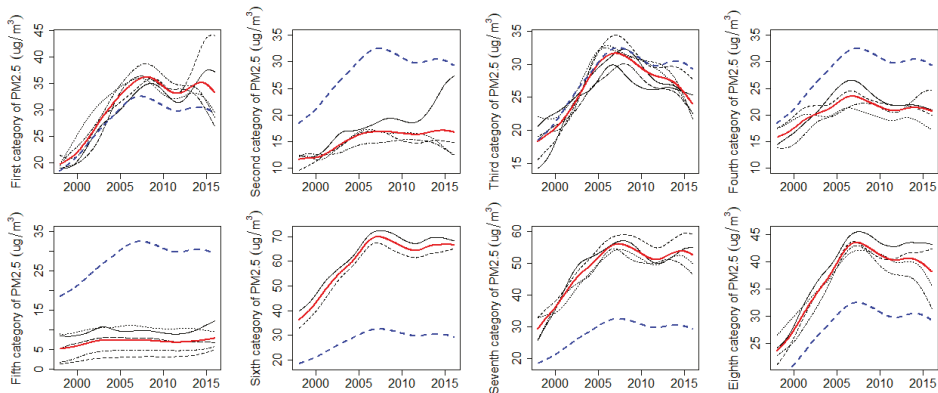 First category of PM2.5 (ug/m³)
45
40
35
30
25
20
2000 2005 2010 2015
Second category of PM2.5 (ug/m³)
35
30
25
20
15
10
2000 2005 2010 2015
Third category of PM2.5 (ug/m³)
35
30
25
20
15
2000 2005 2010 2015
Fourth category of PM2.5 (ug/m³)
35
30
25
20
15
10
2000 2005 2010 2015
Fifth category of PM2.5 (ug/m³)
35
25
15
10
5
0
2000 2005 2010 2015
Sixth category of PM2.5 (ug/m³)
70
60
50
40
30
20
2000 2005 2010 2015
Seventh category of PM2.5 (ug/m³)
60
50
40
30
20
2000 2005 2010 2015
Eighth category of PM2.5 (ug/m³)
45
40
35
30
25
2000 2005 2010 2015